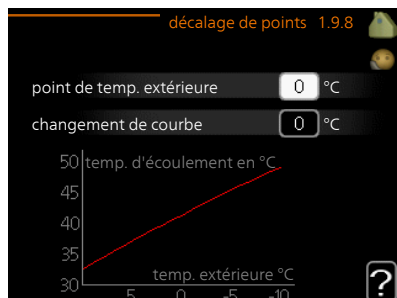 décalage de points 1.9.8
point de temp. extérieure 0 °C
changement de courbe 0 °C
50 temp. d'écoulement en °C
45
40
35
temp. extérieure °C
30
5 0 -5 -10
?